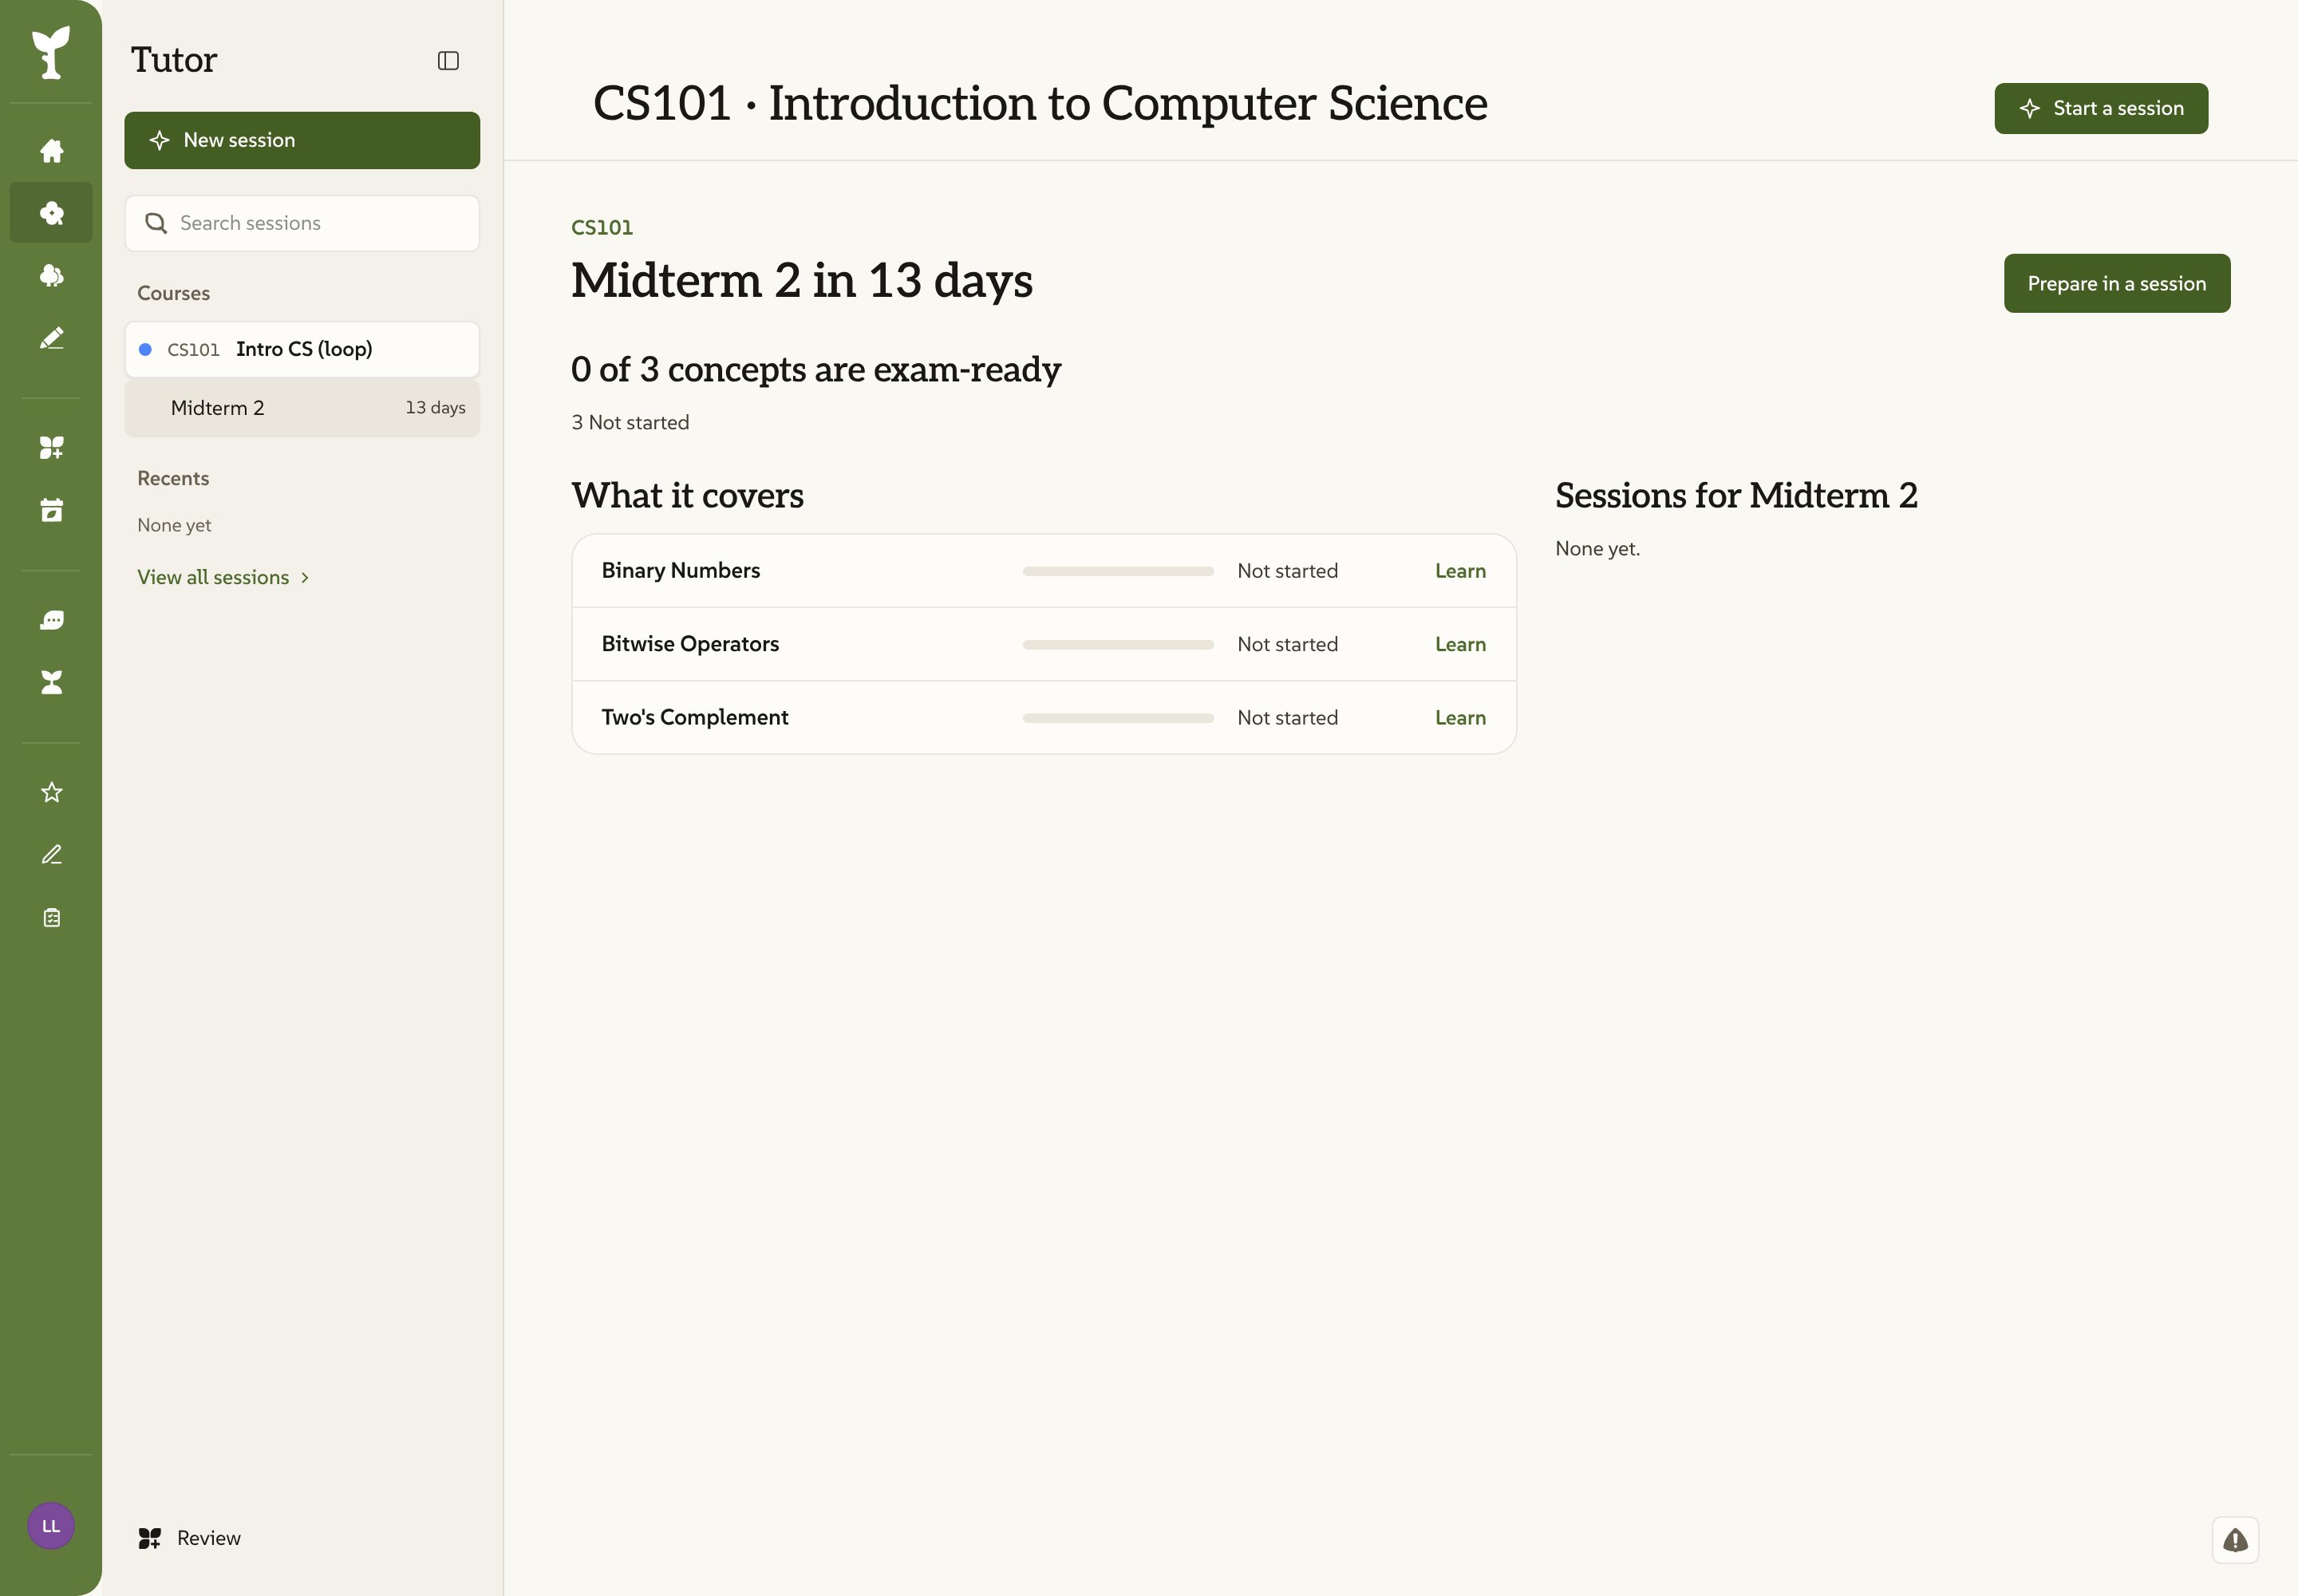 Tutor
New session
Search sessions
Courses
CS101 Intro CS (loop)
Midterm 2 13 days
Recents
None yet
View all sessions
Review
LL
CS101 · Introduction to Computer Science
Start a session
CS101
Midterm 2 in 13 days
Prepare in a session
0 of 3 concepts are exam-ready
3 Not started
What it covers
Binary Numbers Not started Learn
Bitwise Operators Not started Learn
Two's Complement Not started Learn
Sessions for Midterm 2
None yet.